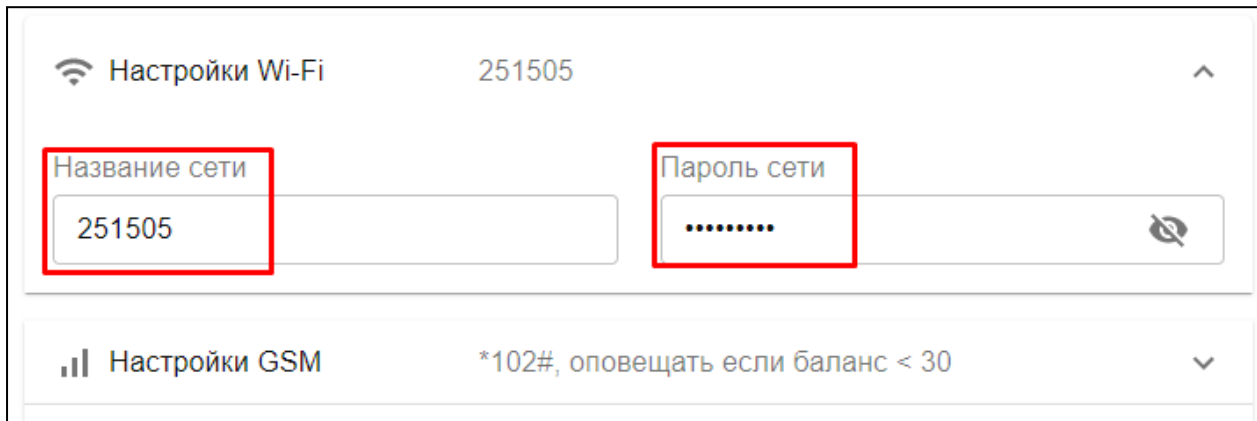 Настройки Wi-Fi 251505
Название сети Пароль сети
251505 •••••••••
Настройки GSM *102#, оповещать если баланс < 30